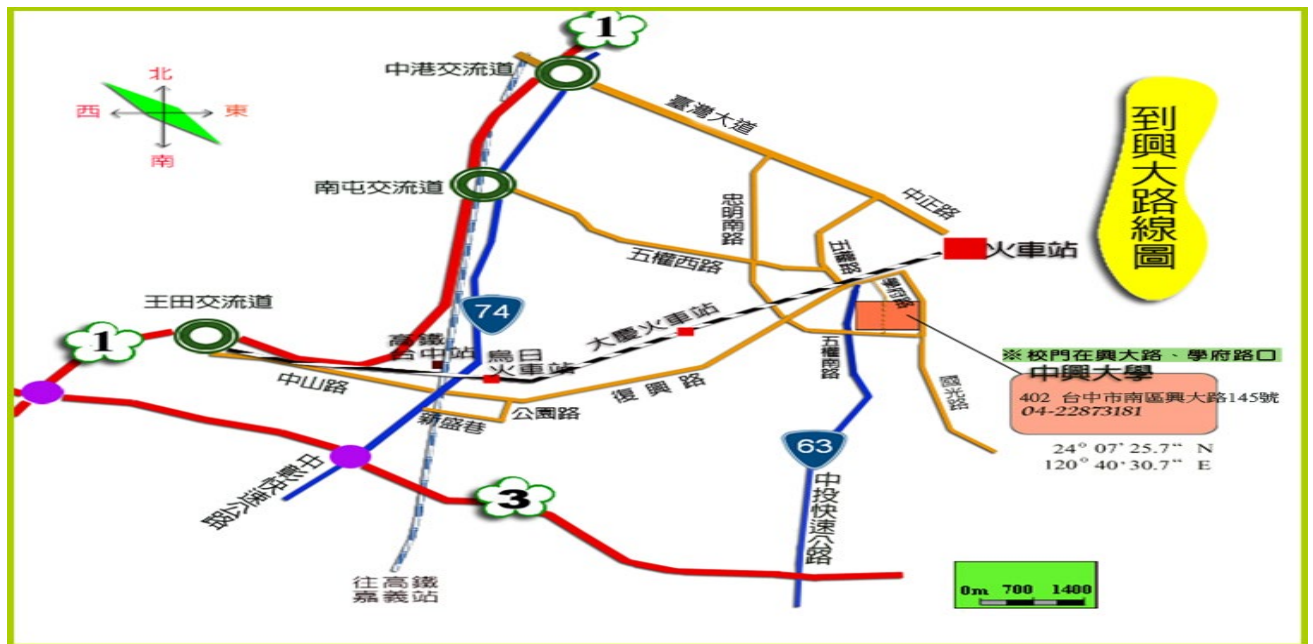 1
中港交流道
北
西
東
南
臺灣大道
到興大路線圖
南屯交流道
忠明南路
中正路
五權路
火車站
五權西路
學府路
王田交流道
74
大慶火車站
1
高鐵
台中站
烏日
火車站
五權南路
※校門在興大路、學府路口
中興大學
402 台中市南區興大路145號
04-22873181
中山路
復興路
國光路
公園路
新盛巷
24° 07' 25.7“ N
120° 40' 30.7“ E
63
中彰快速公路
3
中投快速公路
往高鐵
嘉義站
0m 700 1400